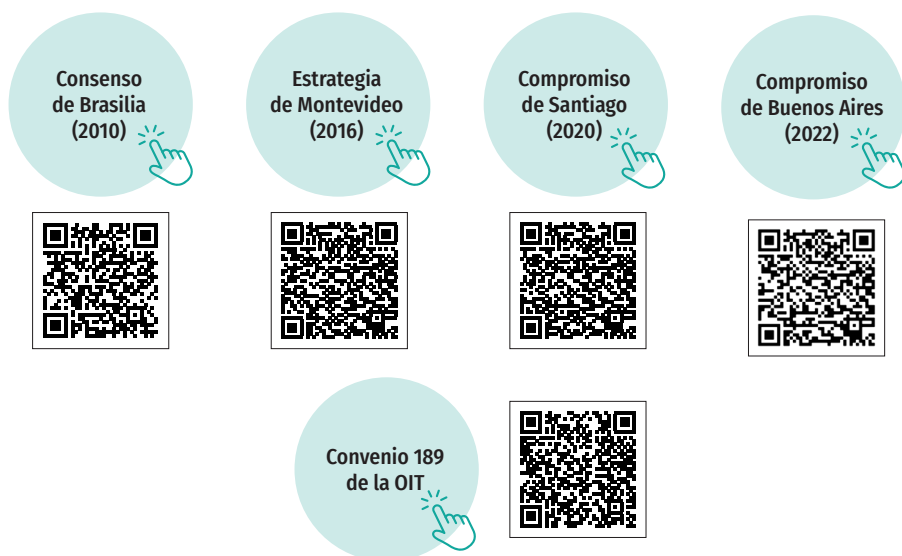 Consenso
de Brasilia
(2010)
Estrategia
de Montevideo
(2016)
Compromiso
de Santiago
(2020)
Compromiso
de Buenos Aires
(2022)
Convenio 189
de la OIT